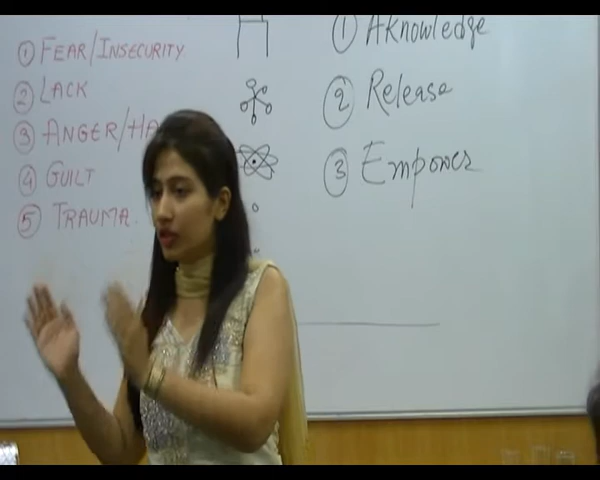 ① FEAR/INSECURITY
② LACK
③ ANGER/HA
④ GUILT
⑤ TRAUMA.
① Aknowledge
② Release
③ Empower